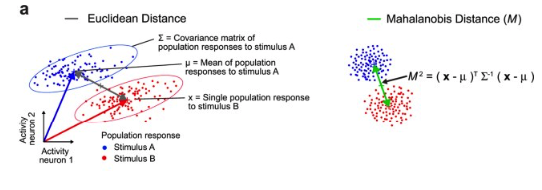 a
Euclidean Distance
Σ = Covariance matrix of
population responses to stimulus A
μ = Mean of population
responses to stimulus A
x = Single population response
to stimulus B
Activity
neuron 2
Activity
neuron 1
Population response
Stimulus A
Stimulus B
Mahalanobis Distance (M)
M² = ( x - μ )ᵀ Σ⁻¹ ( x - μ )